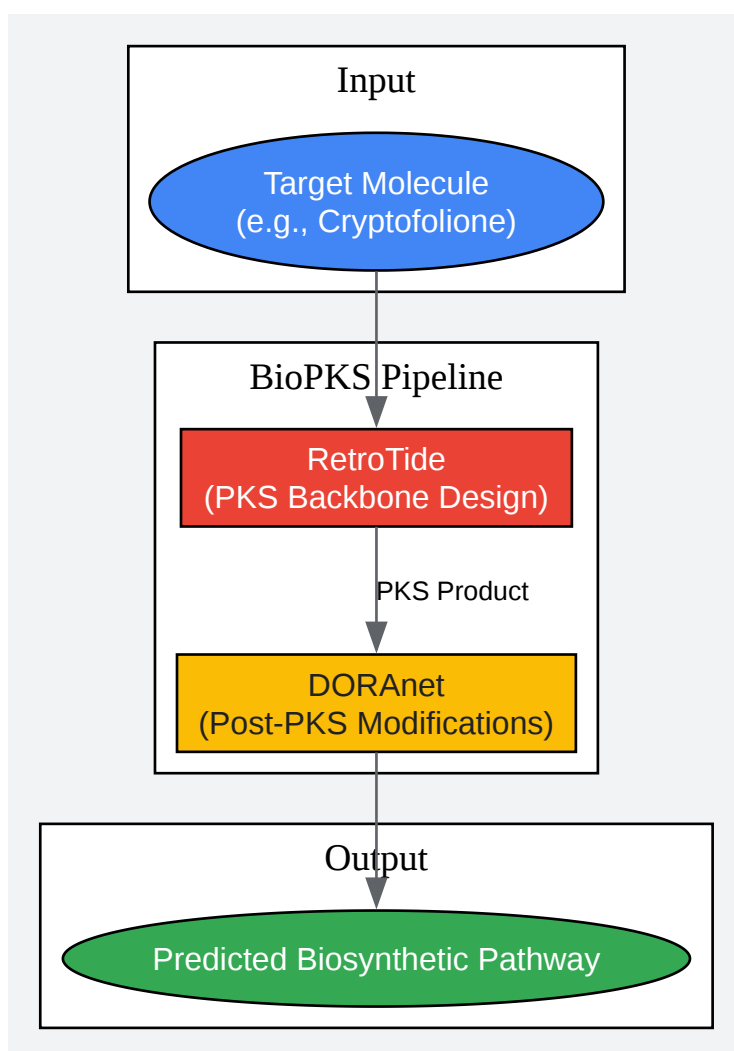 Input
Target Molecule
(e.g., Cryptofolione)
BioPKS Pipeline
RetroTide
(PKS Backbone Design)
PKS Product
DORAnet
(Post-PKS Modifications)
Output
Predicted Biosynthetic Pathway